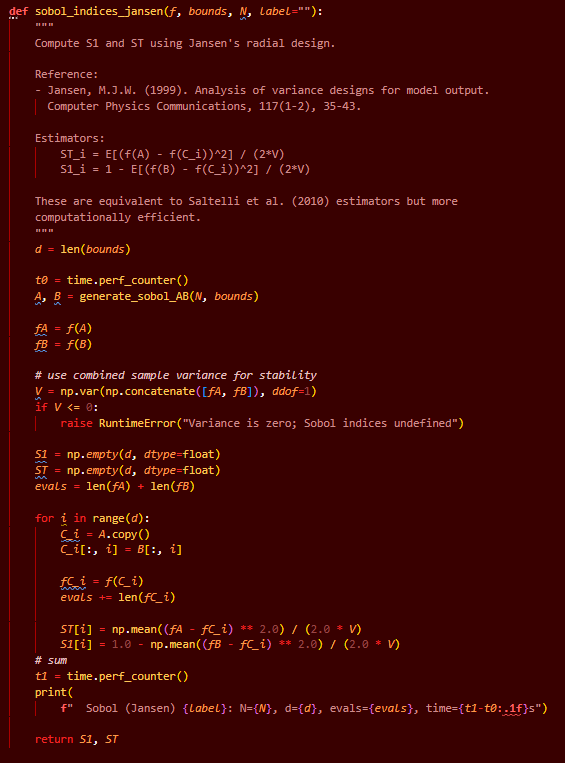 def sobol_indices_jansen(f, bounds, N, label=""):
    """
    Compute S1 and ST using Jansen's radial design.

    Reference:
    - Jansen, M.J.W. (1999). Analysis of variance designs for model output.
      Computer Physics Communications, 117(1-2), 35-43.

    Estimators:
        ST_i = E[(f(A) - f(C_i))^2] / (2*V)
        S1_i = 1 - E[(f(B) - f(C_i))^2] / (2*V)

    These are equivalent to Saltelli et al. (2010) estimators but more
    computationally efficient.
    """
    d = len(bounds)

    t0 = time.perf_counter()
    A, B = generate_sobol_AB(N, bounds)

    fA = f(A)
    fB = f(B)

    # use combined sample variance for stability
    V = np.var(np.concatenate([fA, fB]), ddof=1)
    if V <= 0:
        raise RuntimeError("Variance is zero; Sobol indices undefined")

    S1 = np.empty(d, dtype=float)
    ST = np.empty(d, dtype=float)
    evals = len(fA) + len(fB)

    for i in range(d):
        C_i = A.copy()
        C_i[:, i] = B[:, i]

        fC_i = f(C_i)
        evals += len(fC_i)

        ST[i] = np.mean((fA - fC_i) ** 2.0) / (2.0 * V)
        S1[i] = 1.0 - np.mean((fB - fC_i) ** 2.0) / (2.0 * V)
    # sum
    t1 = time.perf_counter()
    print(
        f"  Sobol (Jansen) {label}: N={N}, d={d}, evals={evals}, time={t1-t0:.1f}s")

    return S1, ST